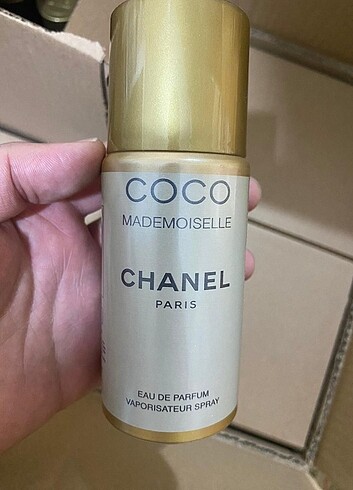 COCO
MADEMOISELLE
CHANEL
PARIS
EAU DE PARFUM
VAPORISATEUR SPRAY